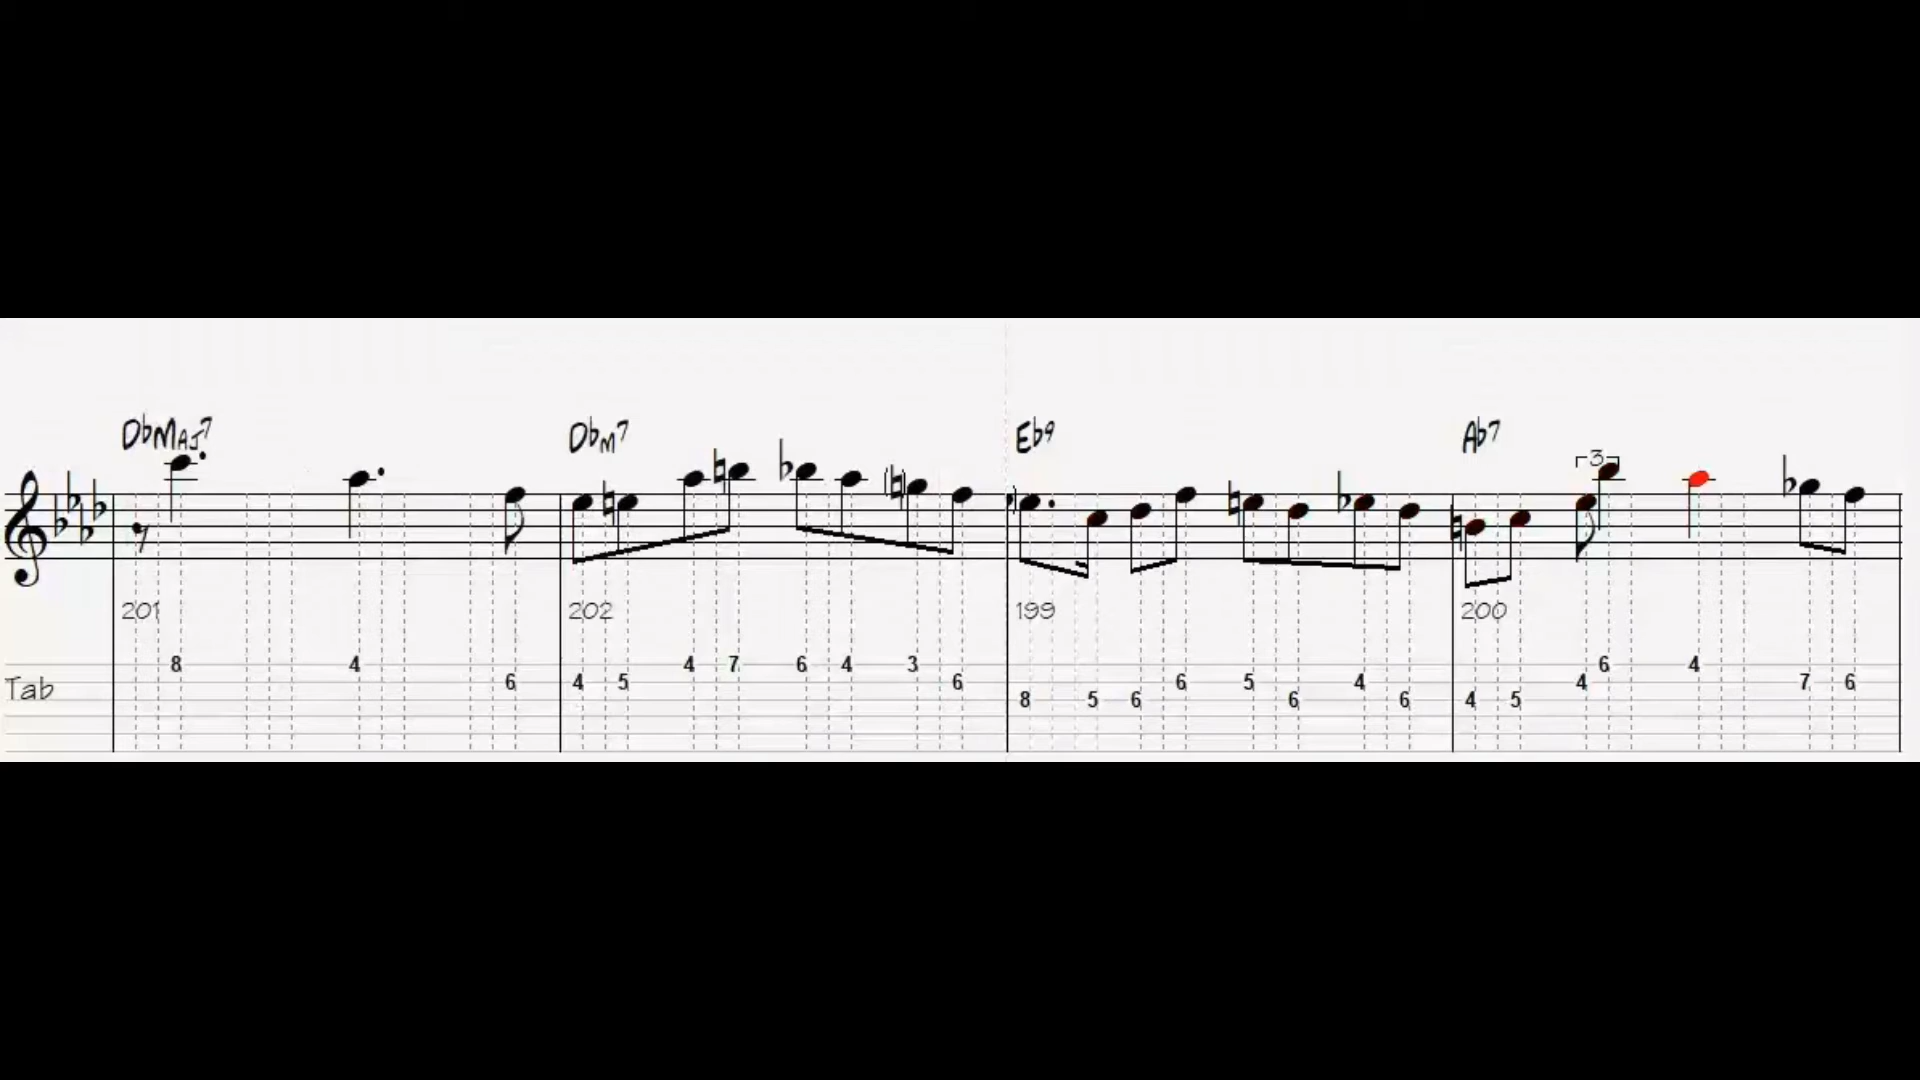 DbMAJ7 Dbm7 Eb9 Ab7
3
201 202 199 200
8 4 4 7 6 4 3 6 4
Tab 6 4 5 6 6 5 4 4 7 6
8 5 6 6 6 4 5